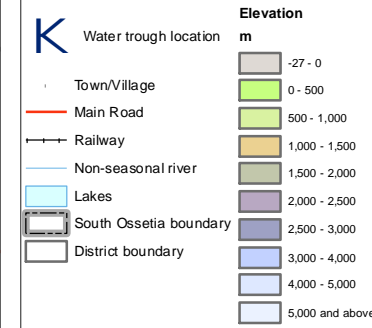 K Water trough location
Town/Village
Main Road
Railway
Non-seasonal river
Lakes
South Ossetia boundary
District boundary
Elevation
m
-27 - 0
0 - 500
500 - 1,000
1,000 - 1,500
1,500 - 2,000
2,000 - 2,500
2,500 - 3,000
3,000 - 4,000
4,000 - 5,000
5,000 and above